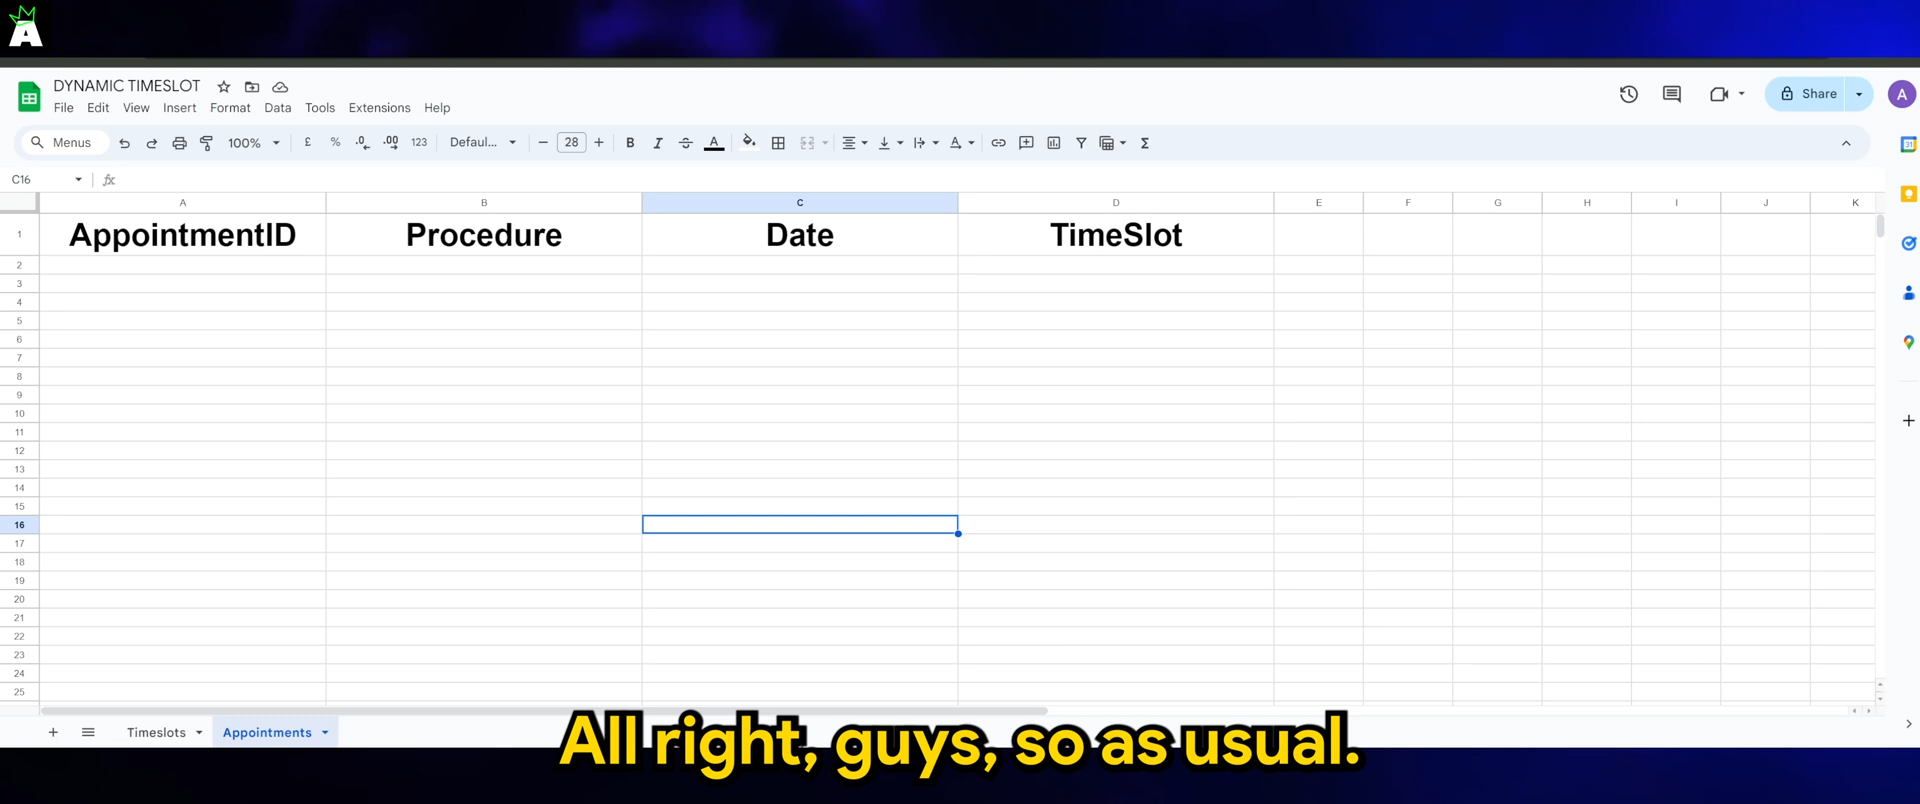 A
DYNAMIC TIMESLOT
File Edit View Insert Format Data Tools Extensions Help
Share
A
Menus 100% £ % .0 .00 123 Defaul... − 28 + B I S A Σ
31
C16 fx
A B C D E F G H I J K
1 AppointmentID Procedure Date TimeSlot
2
3
4
5
6
7
8
9
10
11
12
13
14
15
16
17
18
19
20
21
22
23
24
25
+ Timeslots Appointments
All right, guys, so as usual.